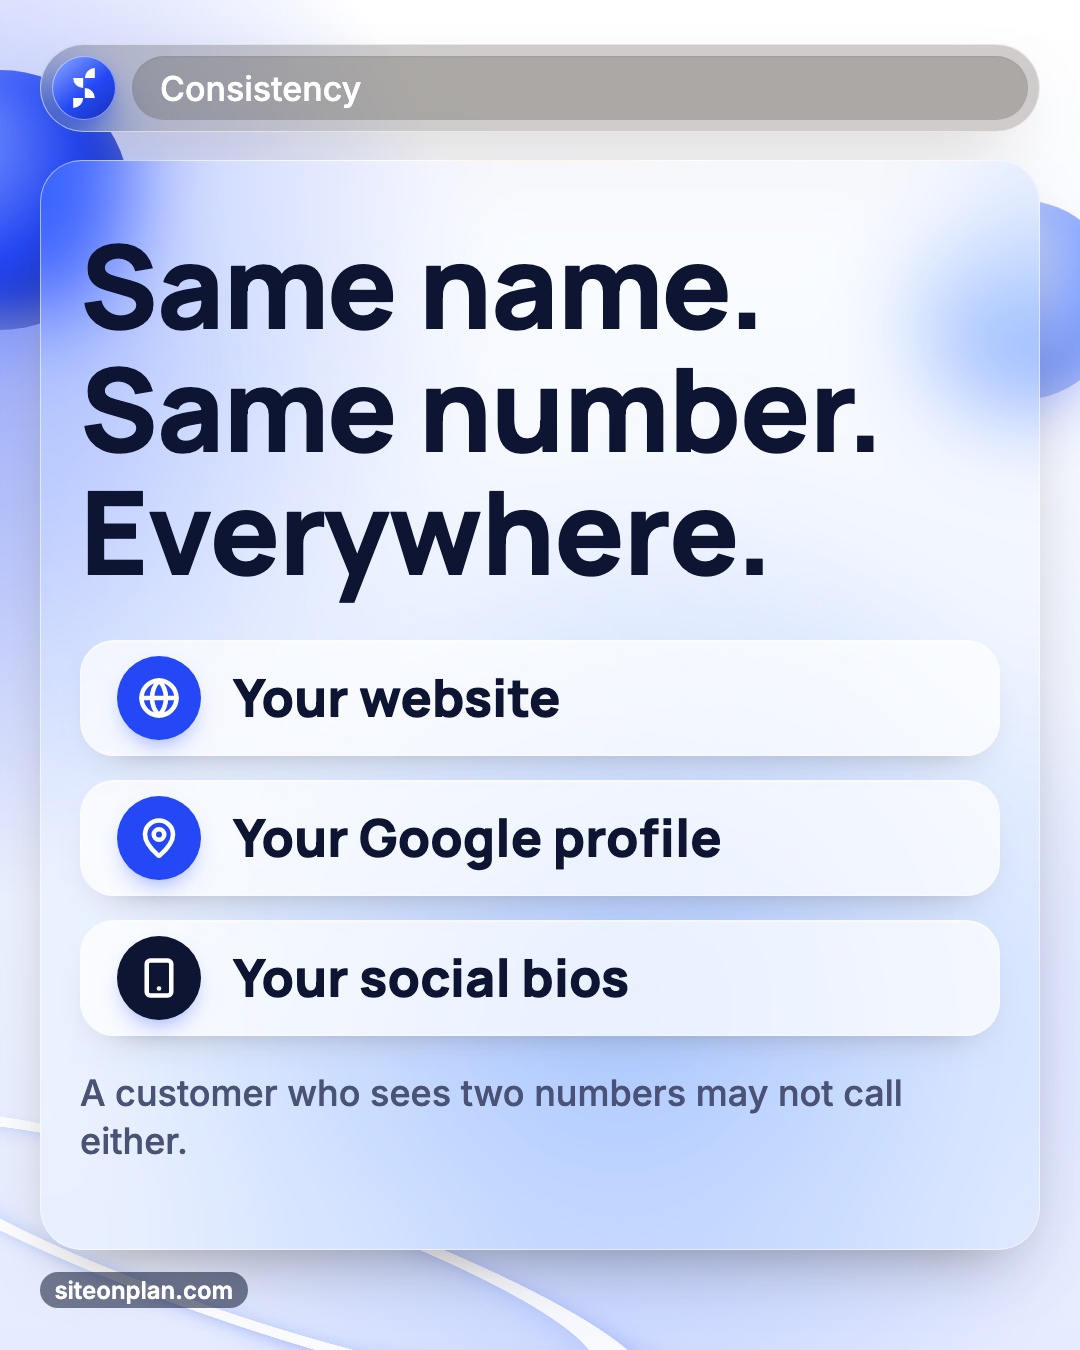 Consistency
Same name.
Same number.
Everywhere.
Your website
Your Google profile
Your social bios
A customer who sees two numbers may not call
either.
siteonplan.com